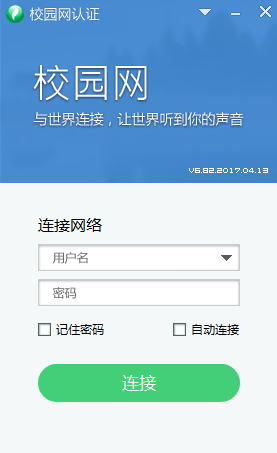 校园网认证
校园网
与世界连接，让世界听到你的声音
V6.82.2017.04.13
连接网络
用户名
密码
记住密码 自动连接
连接